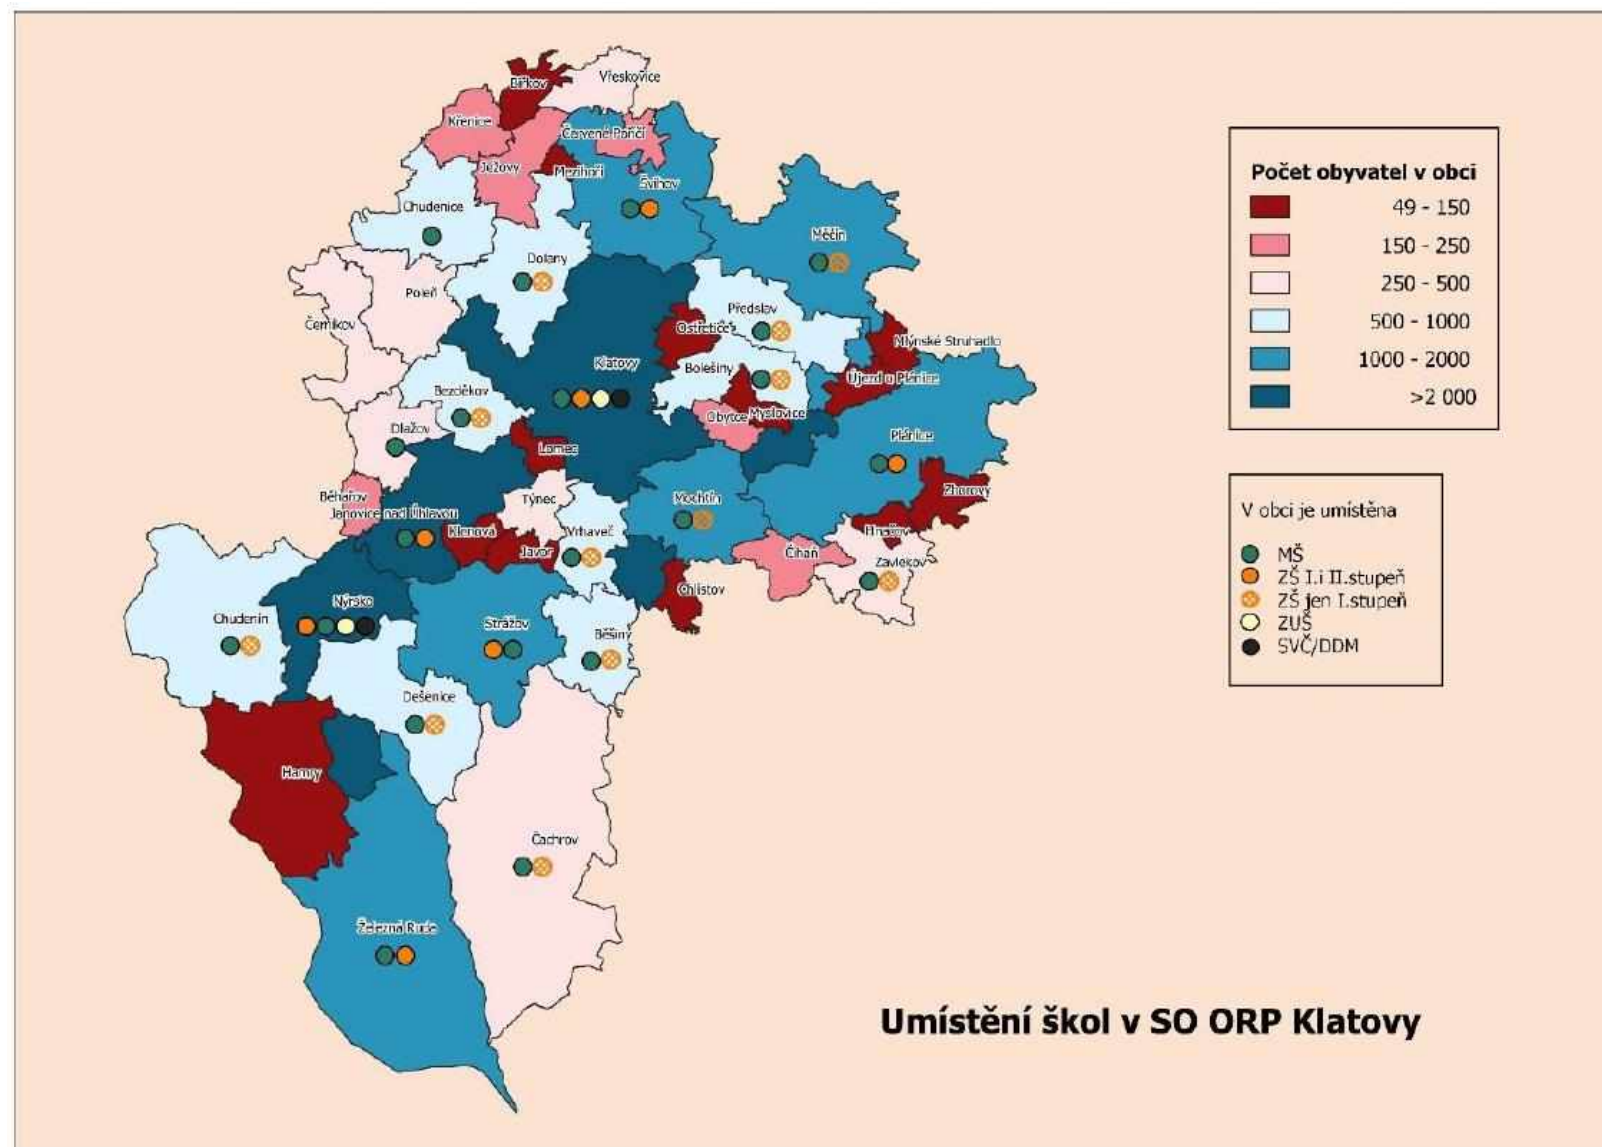 Bířkov
Vřeskovice
Křenice
Červené Poříčí
Ježovy
Mezihoří
Švihov
Chudenice
Měčín
Dolany
Poleň
Předslav
Černíkov
Ostřetice
Mlýnské Struhadlo
Klatovy
Bolešiny
Újezd u Plánice
Bezděkov
Obytce
Myslovice
Dlažov
Plánice
Lomec
Běhařov
Týnec
Mochtín
Zborovy
Janovice nad Úhlavou
Klenová
Vrhaveč
Hnačov
Javor
Čihaň
Zavlekov
Chlistov
Nýrsko
Chudenín
Strážov
Běšiny
Dešenice
Hamry
Čachrov
Železná Ruda
Počet obyvatel v obci
49 - 150
150 - 250
250 - 500
500 - 1000
1000 - 2000
>2 000
V obci je umístěna
MŠ
ZŠ I.i II.stupeň
ZŠ jen I.stupeň
ZUŠ
SVČ/DDM
Umístění škol v SO ORP Klatovy